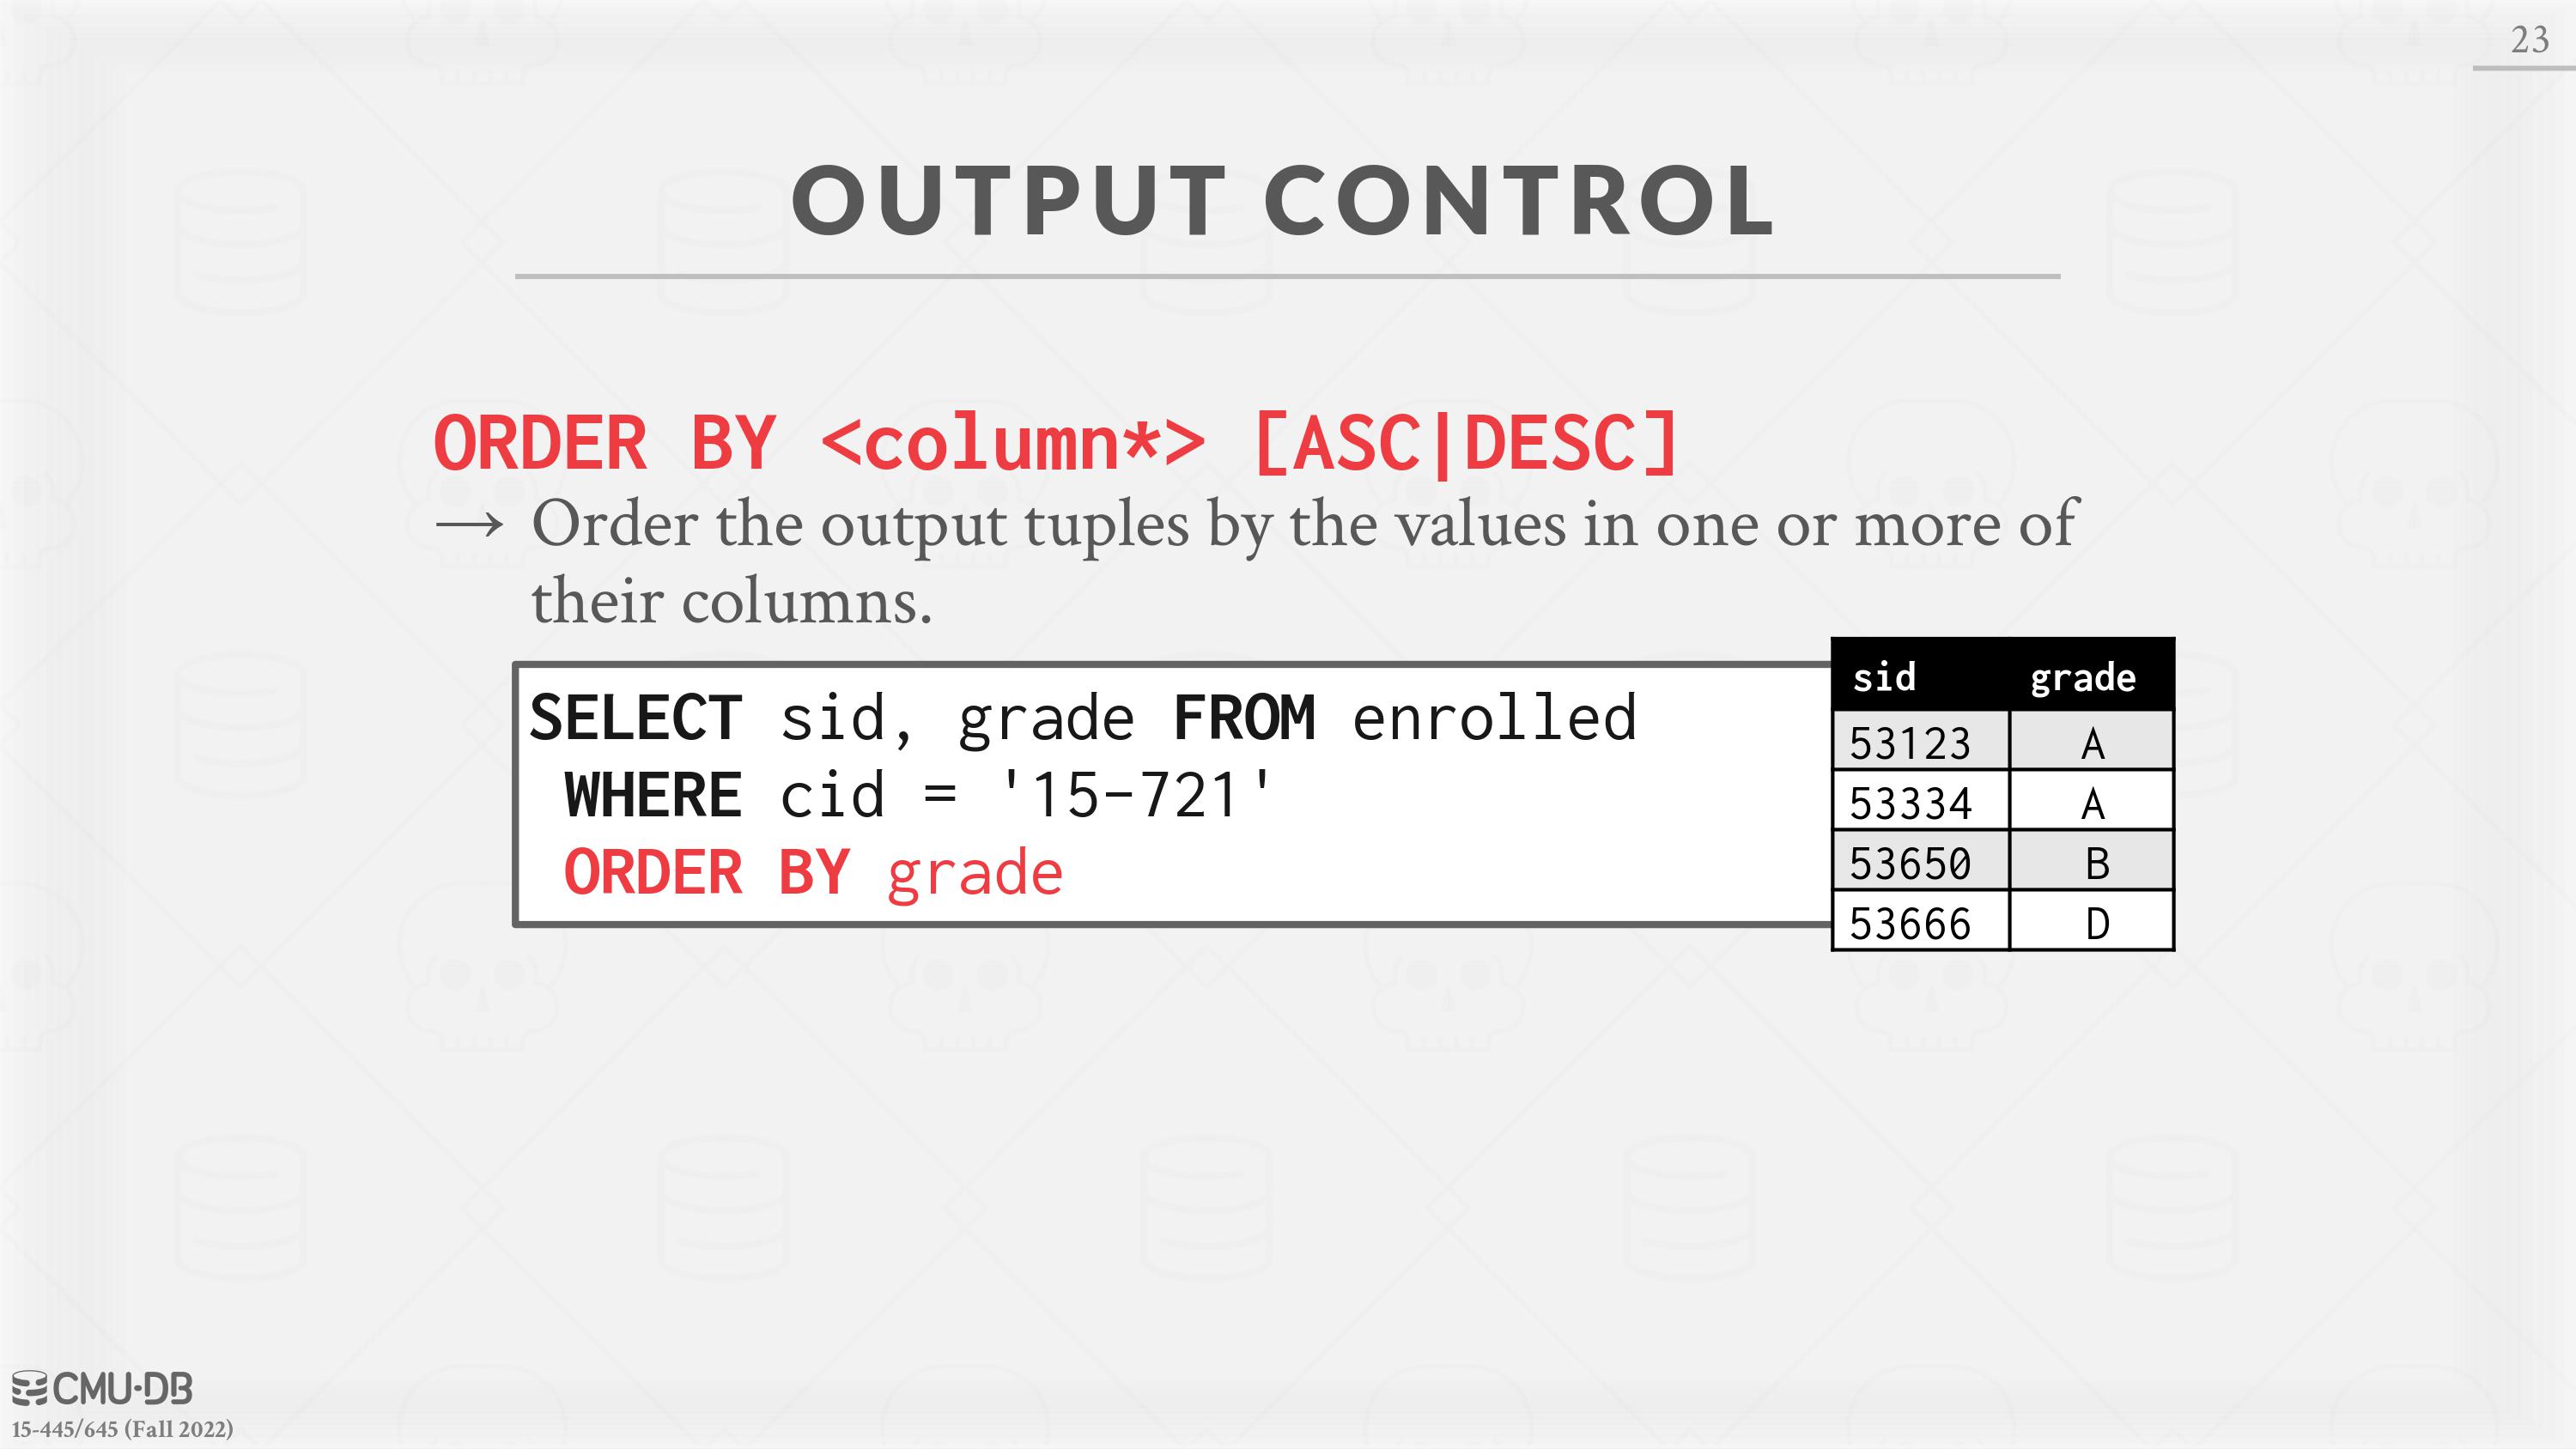 23
OUTPUT CONTROL
ORDER BY <column*> [ASC|DESC]
→ Order the output tuples by the values in one or more of
their columns.
SELECT sid, grade FROM enrolled
WHERE cid = '15-721'
ORDER BY grade
sid grade
53123 A
53334 A
53650 B
53666 D
CMU·DB
15-445/645 (Fall 2022)